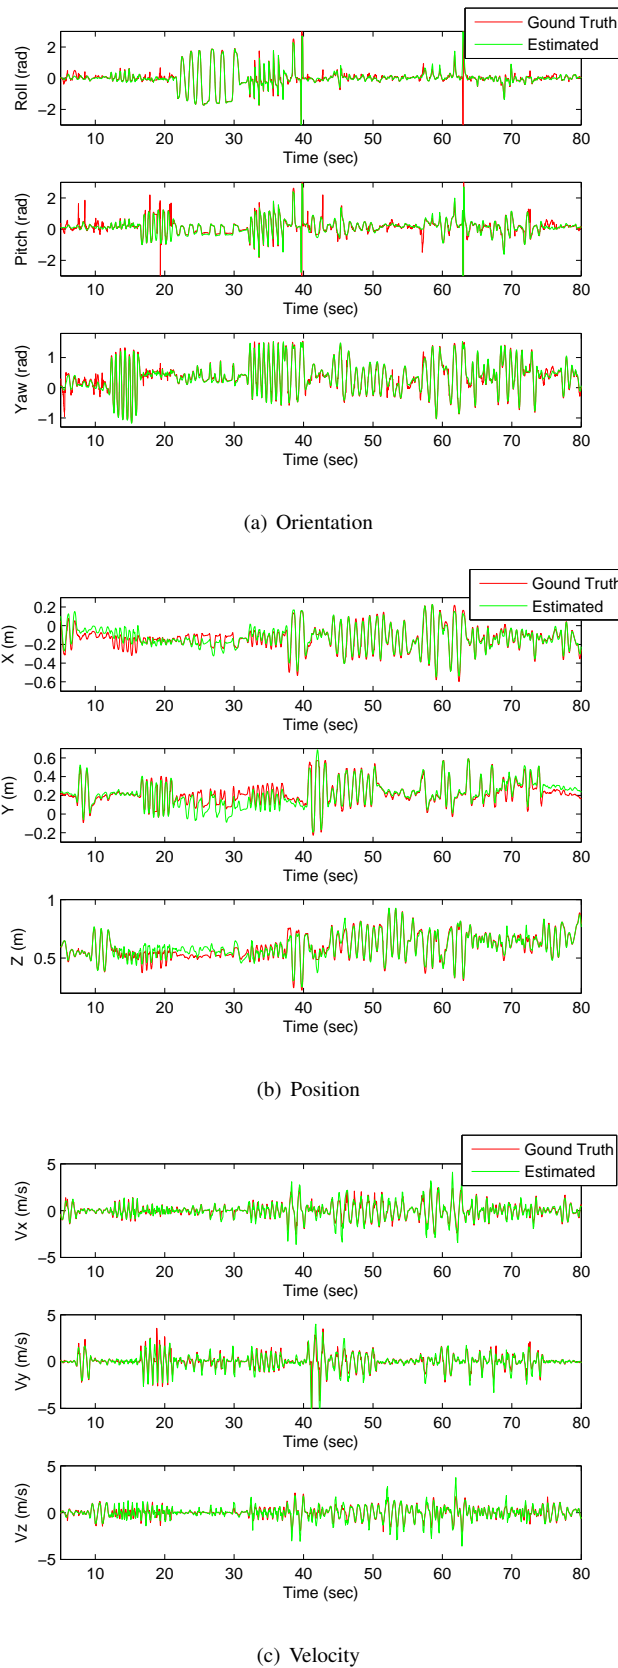 Gound Truth
Estimated
Roll (rad)
2
0
−2
10 20 30 40 50 60 70 80
Time (sec)
Pitch (rad)
2
0
−2
10 20 30 40 50 60 70 80
Time (sec)
Yaw (rad)
1
0
−1
10 20 30 40 50 60 70 80
Time (sec)
(a) Orientation
Gound Truth
Estimated
X (m)
0.2
0
−0.2
−0.4
−0.6
10 20 30 40 50 60 70 80
Time (sec)
Y (m)
0.6
0.4
0.2
0
−0.2
10 20 30 40 50 60 70 80
Time (sec)
Z (m)
1
0.5
10 20 30 40 50 60 70 80
Time (sec)
(b) Position
Gound Truth
Estimated
Vx (m/s)
5
0
−5
10 20 30 40 50 60 70 80
Time (sec)
Vy (m/s)
5
0
−5
10 20 30 40 50 60 70 80
Time (sec)
Vz (m/s)
5
0
−5
10 20 30 40 50 60 70 80
Time (sec)
(c) Velocity